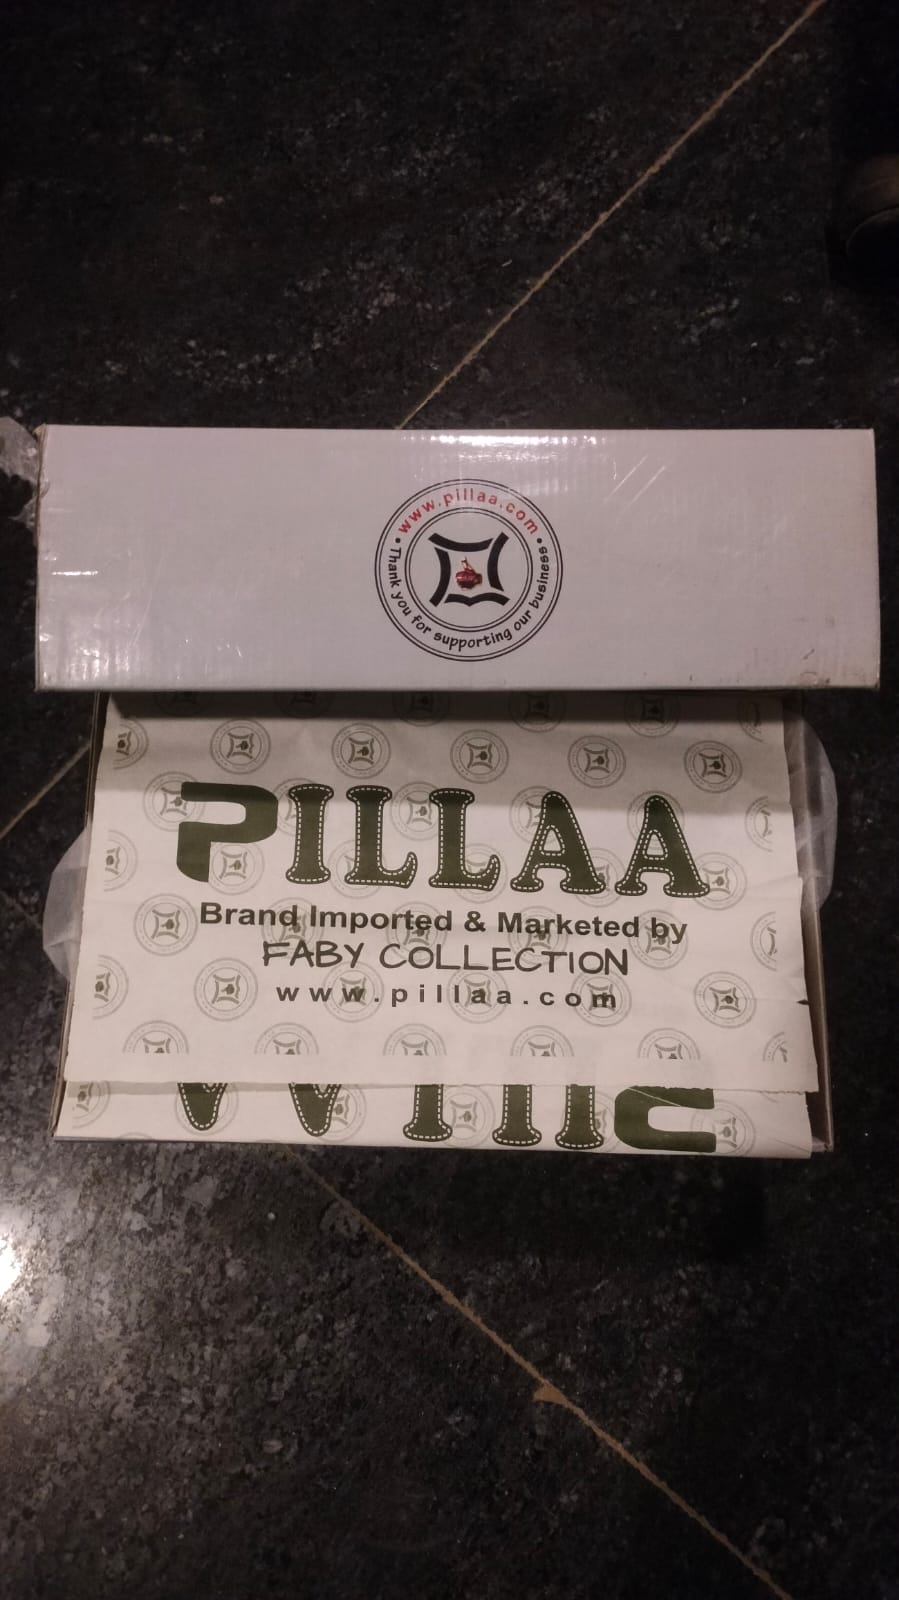 www.pillaa.com
Thank you for supporting our business
PILLAA
Brand Imported & Marketed by
FABY COLLECTION
www.pillaa.com
PILLAA